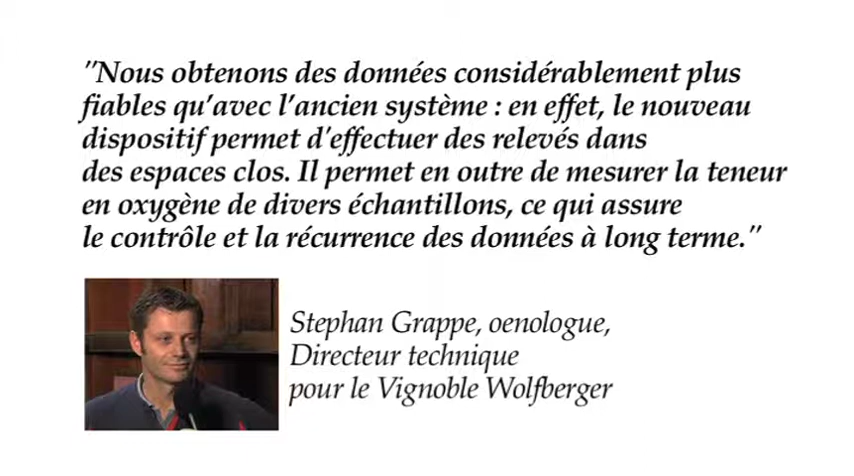 "Nous obtenons des données considérablement plus
fiables qu'avec l'ancien système : en effet, le nouveau
dispositif permet d'effectuer des relevés dans
des espaces clos. Il permet en outre de mesurer la teneur
en oxygène de divers échantillons, ce qui assure
le contrôle et la récurrence des données à long terme."
Stephan Grappe, oenologue,
Directeur technique
pour le Vignoble Wolfberger